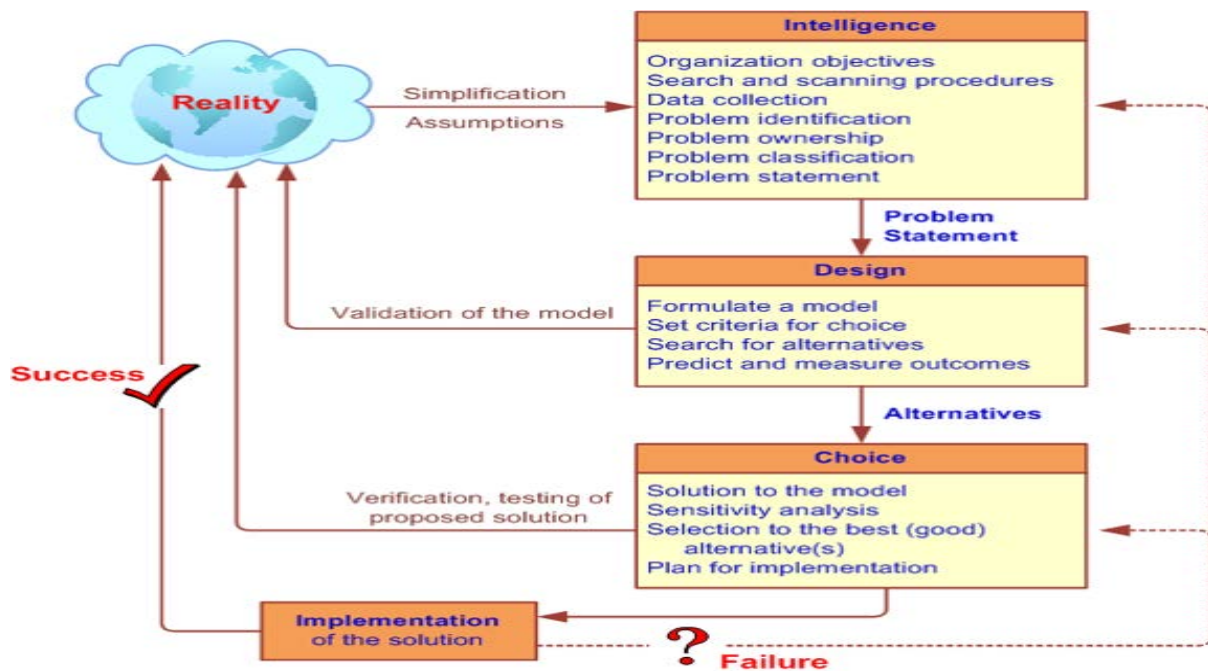 Intelligence
Organization objectives
Search and scanning procedures
Data collection
Problem identification
Problem ownership
Problem classification
Problem statement
Reality
Simplification
Assumptions
Problem
Statement
Design
Formulate a model
Set criteria for choice
Search for alternatives
Predict and measure outcomes
Validation of the model
Success
Alternatives
Choice
Solution to the model
Sensitivity analysis
Selection to the best (good)
alternative(s)
Plan for implementation
Verification, testing of
proposed solution
Implementation
of the solution
?
Failure